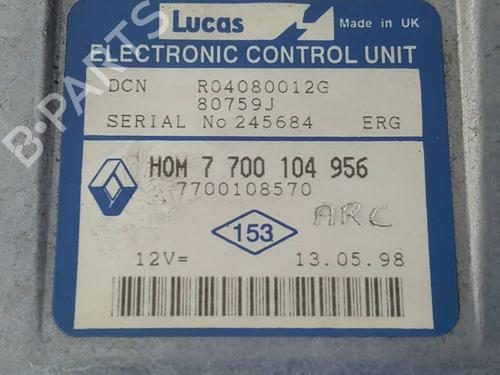 Lucas
Made in UK
ELECTRONIC CONTROL UNIT
DCN R04080012G
80759J
SERIAL No 245684 ERG
HOM 7 700 104 956
7700108570
ARC
153
12V= 13.05.98
B-PARTS